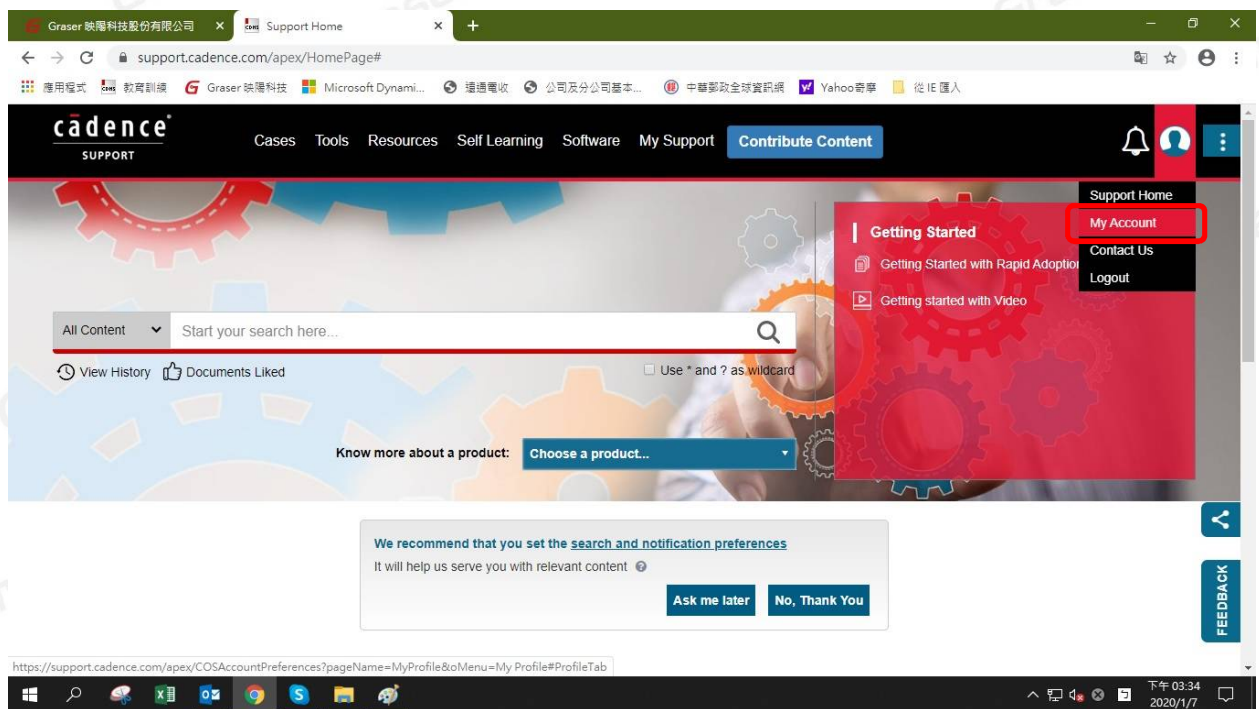 Graser 映陽科技股份有限公司
Support Home
support.cadence.com/apex/HomePage#
應用程式 教育訓練 Graser 映陽科技 Microsoft Dynami... 遠通電收 公司及分公司基本... 中華郵政全球資訊網 Yahoo奇摩 從 IE 匯入
cādence
SUPPORT
Cases Tools Resources Self Learning Software My Support Contribute Content
Support Home
My Account
Contact Us
Logout
Getting Started
Getting Started with Rapid Adoption
Getting started with Video
All Content Start your search here...
View History Documents Liked Use * and ? as wildcard
Know more about a product: Choose a product...
We recommend that you set the search and notification preferences
It will help us serve you with relevant content
Ask me later No, Thank You
FEEDBACK
https://support.cadence.com/apex/COSAccountPreferences?pageName=MyProfile&oMenu=My Profile#ProfileTab
下午 03:34
2020/1/7